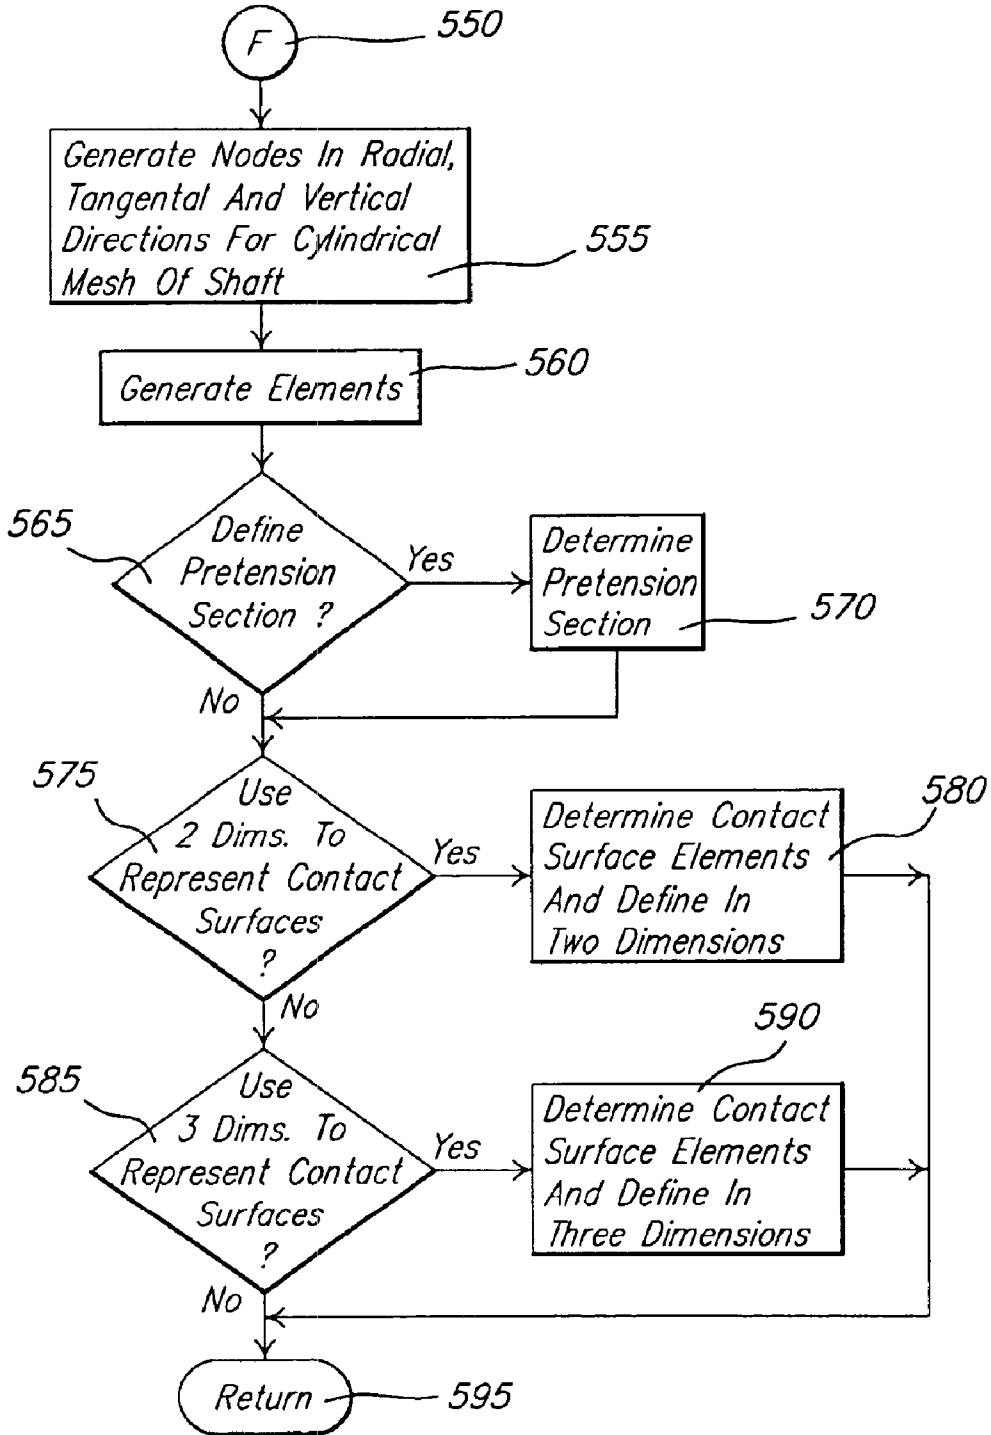 F
550
Generate Nodes In Radial,
Tangental And Vertical
Directions For Cylindrical
Mesh Of Shaft
555
Generate Elements
560
565
Define
Pretension
Section ?
Yes
Determine
Pretension
Section
570
No
575
Use
2 Dims. To
Represent Contact
Surfaces
?
Yes
Determine Contact
Surface Elements
And Define In
Two Dimensions
580
No
585
Use
3 Dims. To
Represent Contact
Surfaces
?
Yes
590
Determine Contact
Surface Elements
And Define In
Three Dimensions
No
Return
595